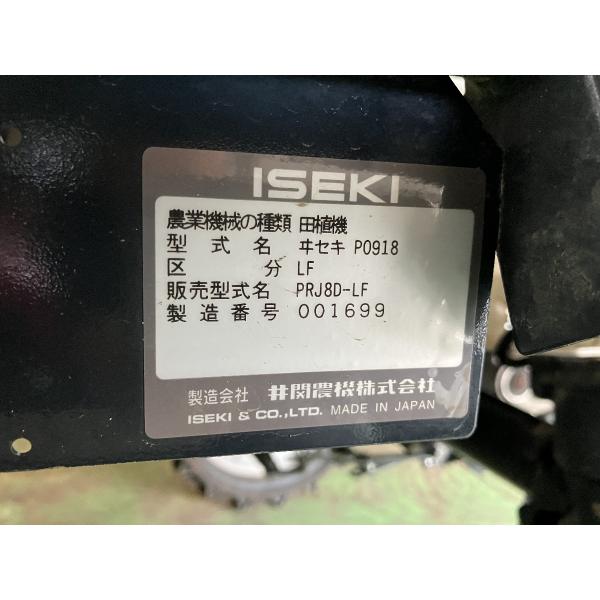 ISEKI
農業機械の種類 田植機
型式名 ヰセキ P0918
区分 LF
販売型式名 PRJ8D-LF
製造番号 001699
製造会社 井関農機株式会社
ISEKI & CO.,LTD. MADE IN JAPAN